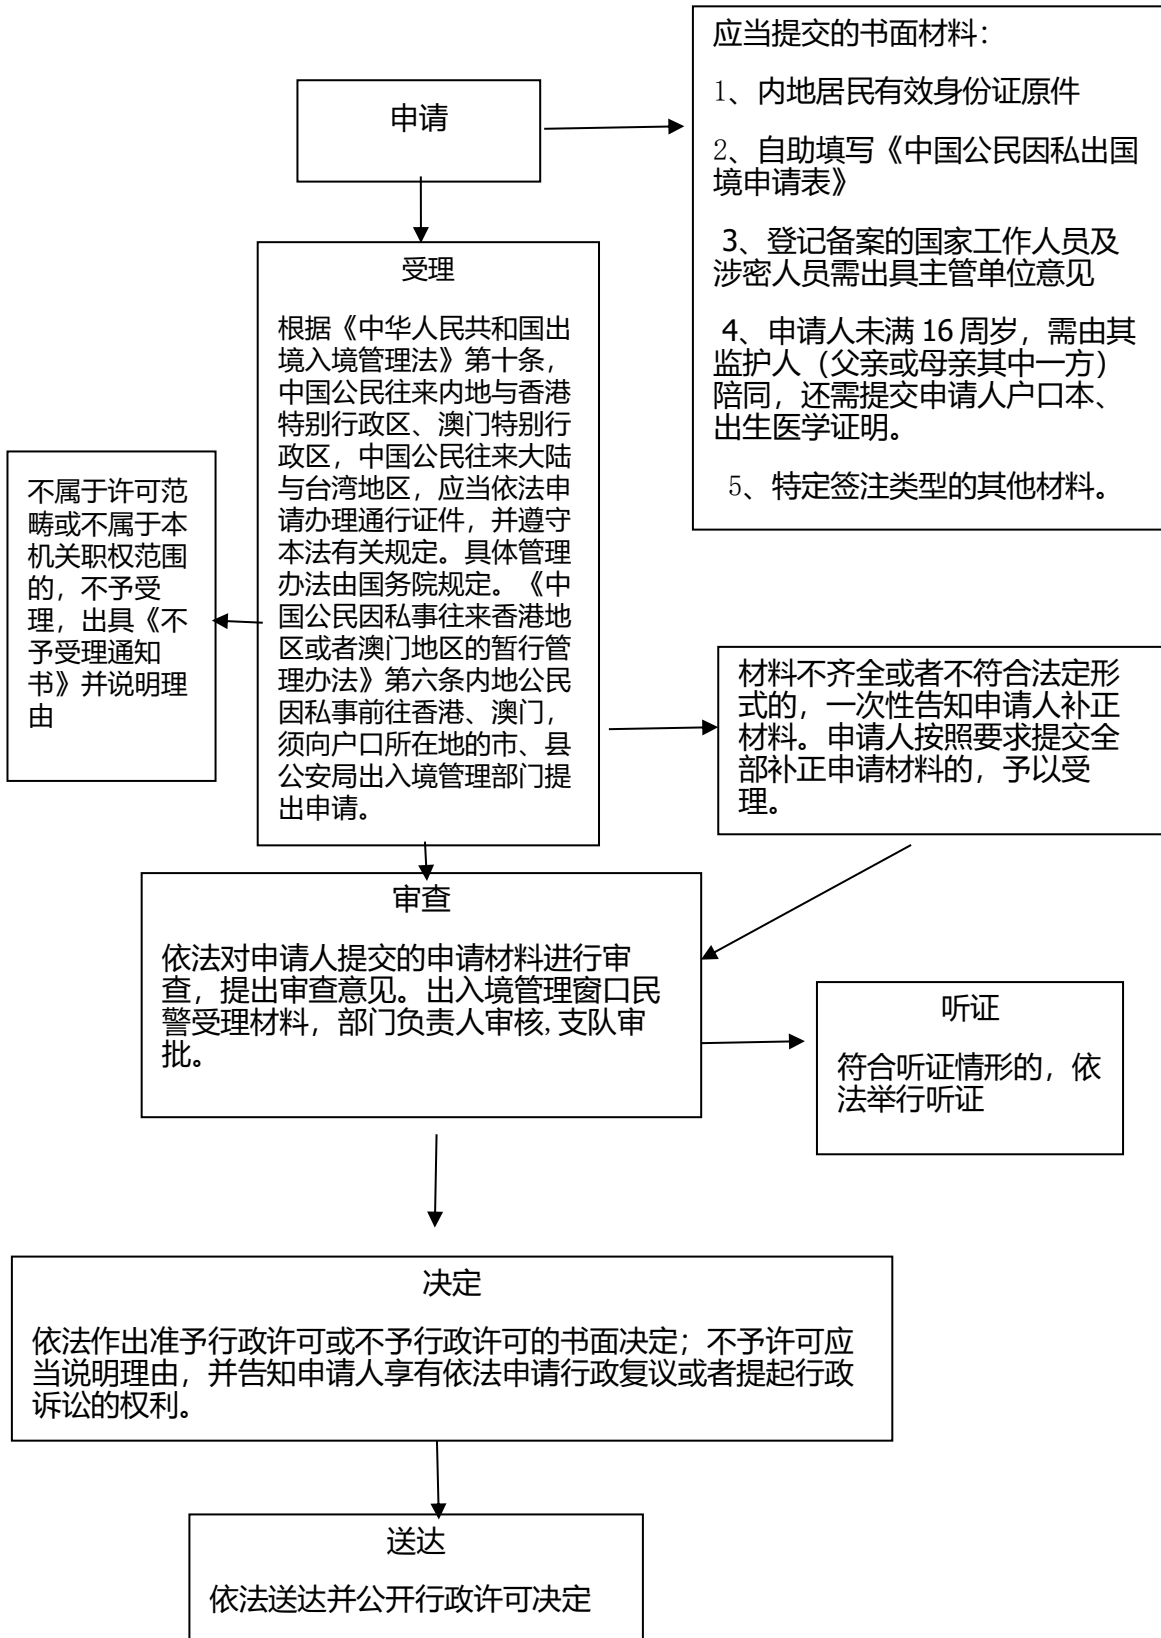 申请
应当提交的书面材料：
1、内地居民有效身份证原件
2、自助填写《中国公民因私出国
境申请表》
3、登记备案的国家工作人员及
涉密人员需出具主管单位意见
4、申请人未满 16 周岁，需由其
监护人（父亲或母亲其中一方）
陪同，还需提交申请人户口本、
出生医学证明。
5、特定签注类型的其他材料。
受理
根据《中华人民共和国出
境入境管理法》第十条，
中国公民往来内地与香港
特别行政区、澳门特别行
政区，中国公民往来大陆
与台湾地区，应当依法申
请办理通行证件，并遵守
本法有关规定。具体管理
办法由国务院规定。《中
国公民因私事往来香港地
区或者澳门地区的暂行管
理办法》第六条内地公民
因私事前往香港、澳门，
须向户口所在地的市、县
公安局出入境管理部门提
出申请。
不属于许可范
畴或不属于本
机关职权范围
的，不予受
理，出具《不
予受理通知
书》并说明理
由
材料不齐全或者不符合法定形
式的，一次性告知申请人补正
材料。申请人按照要求提交全
部补正申请材料的，予以受
理。
审查
依法对申请人提交的申请材料进行审
查，提出审查意见。出入境管理窗口民
警受理材料，部门负责人审核,支队审
批。
听证
符合听证情形的，依
法举行听证
决定
依法作出准予行政许可或不予行政许可的书面决定；不予许可应
当说明理由，并告知申请人享有依法申请行政复议或者提起行政
诉讼的权利。
送达
依法送达并公开行政许可决定